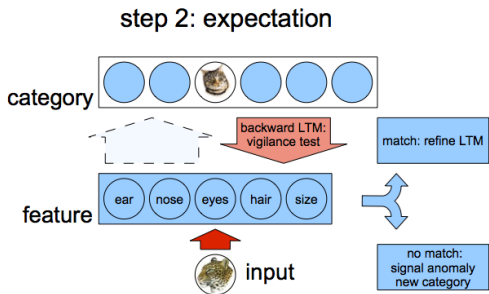 step 2: expectation
category
backward LTM:
vigilance test
match: refine LTM
feature
ear nose eyes hair size
input
no match:
signal anomaly
new category